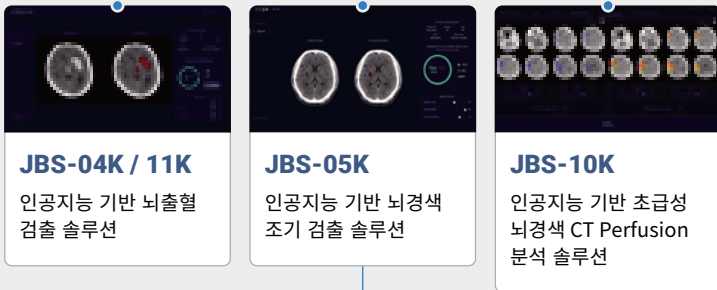 JBS-04K / 11K
인공지능 기반 뇌출혈
검출 솔루션
JBS-05K
인공지능 기반 뇌경색
조기 검출 솔루션
JBS-10K
인공지능 기반 초급성
뇌경색 CT Perfusion
분석 솔루션